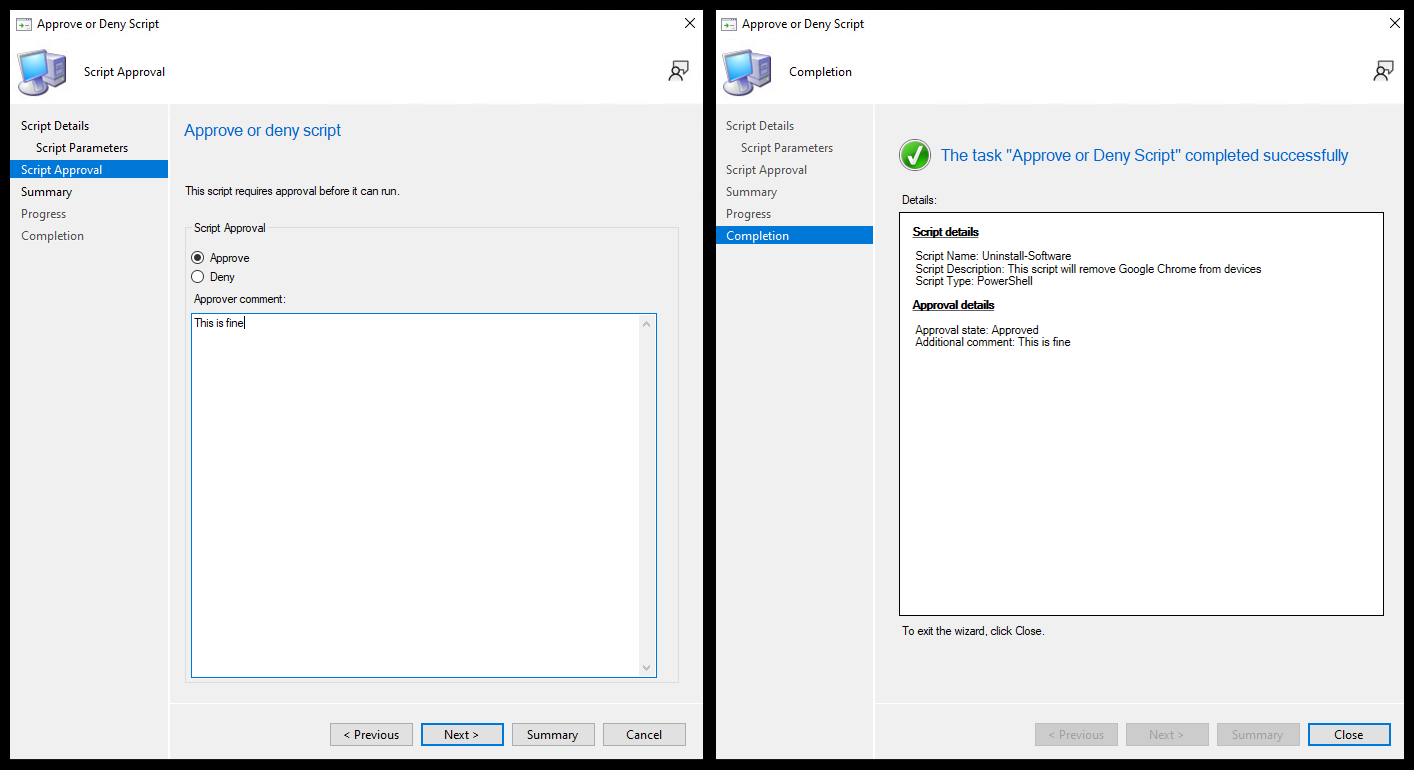 Approve or Deny Script
Script Approval
Script Details
Script Parameters
Script Approval
Summary
Progress
Completion
Approve or deny script
This script requires approval before it can run.
Script Approval
Approve
Deny
Approver comment:
This is fine
< Previous
Next >
Summary
Cancel
Approve or Deny Script
Completion
Script Details
Script Parameters
Script Approval
Summary
Progress
Completion
The task "Approve or Deny Script" completed successfully
Details:
Script details
Script Name: Uninstall-Software
Script Description: This script will remove Google Chrome from devices
Script Type: PowerShell
Approval details
Approval state: Approved
Additional comment: This is fine
To exit the wizard, click Close.
< Previous
Next >
Summary
Close